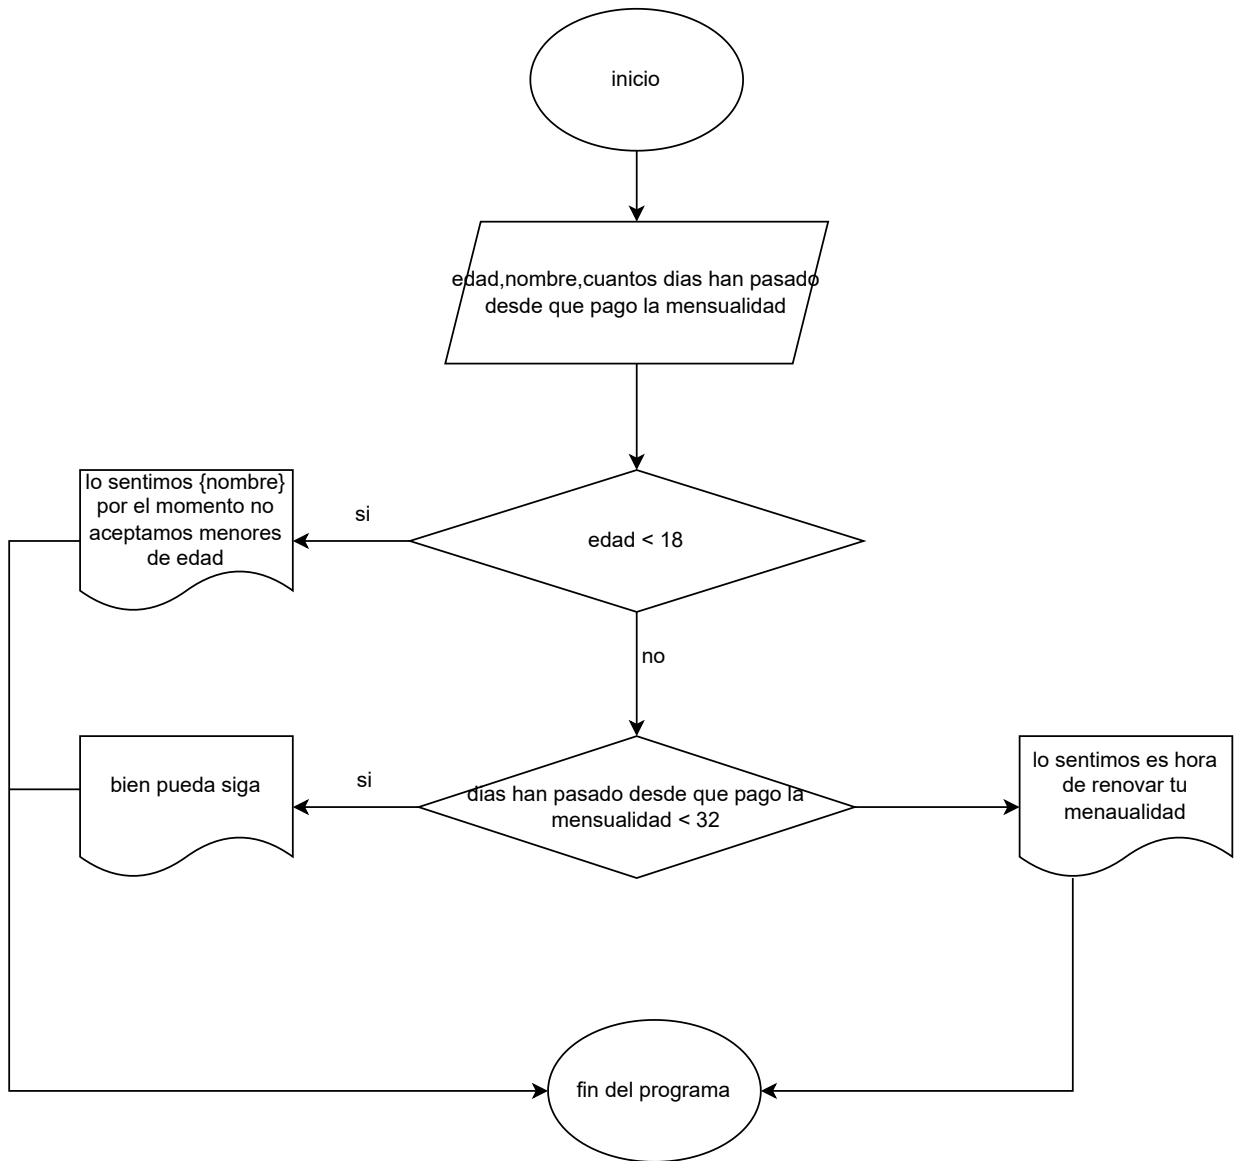 inicio
edad,nombre,cuantos dias han pasado
desde que pago la mensualidad
lo sentimos {nombre}
por el momento no
aceptamos menores
de edad
si
edad < 18
no
bien pueda siga
si
dias han pasado desde que pago la
mensualidad < 32
lo sentimos es hora
de renovar tu
menaualidad
fin del programa